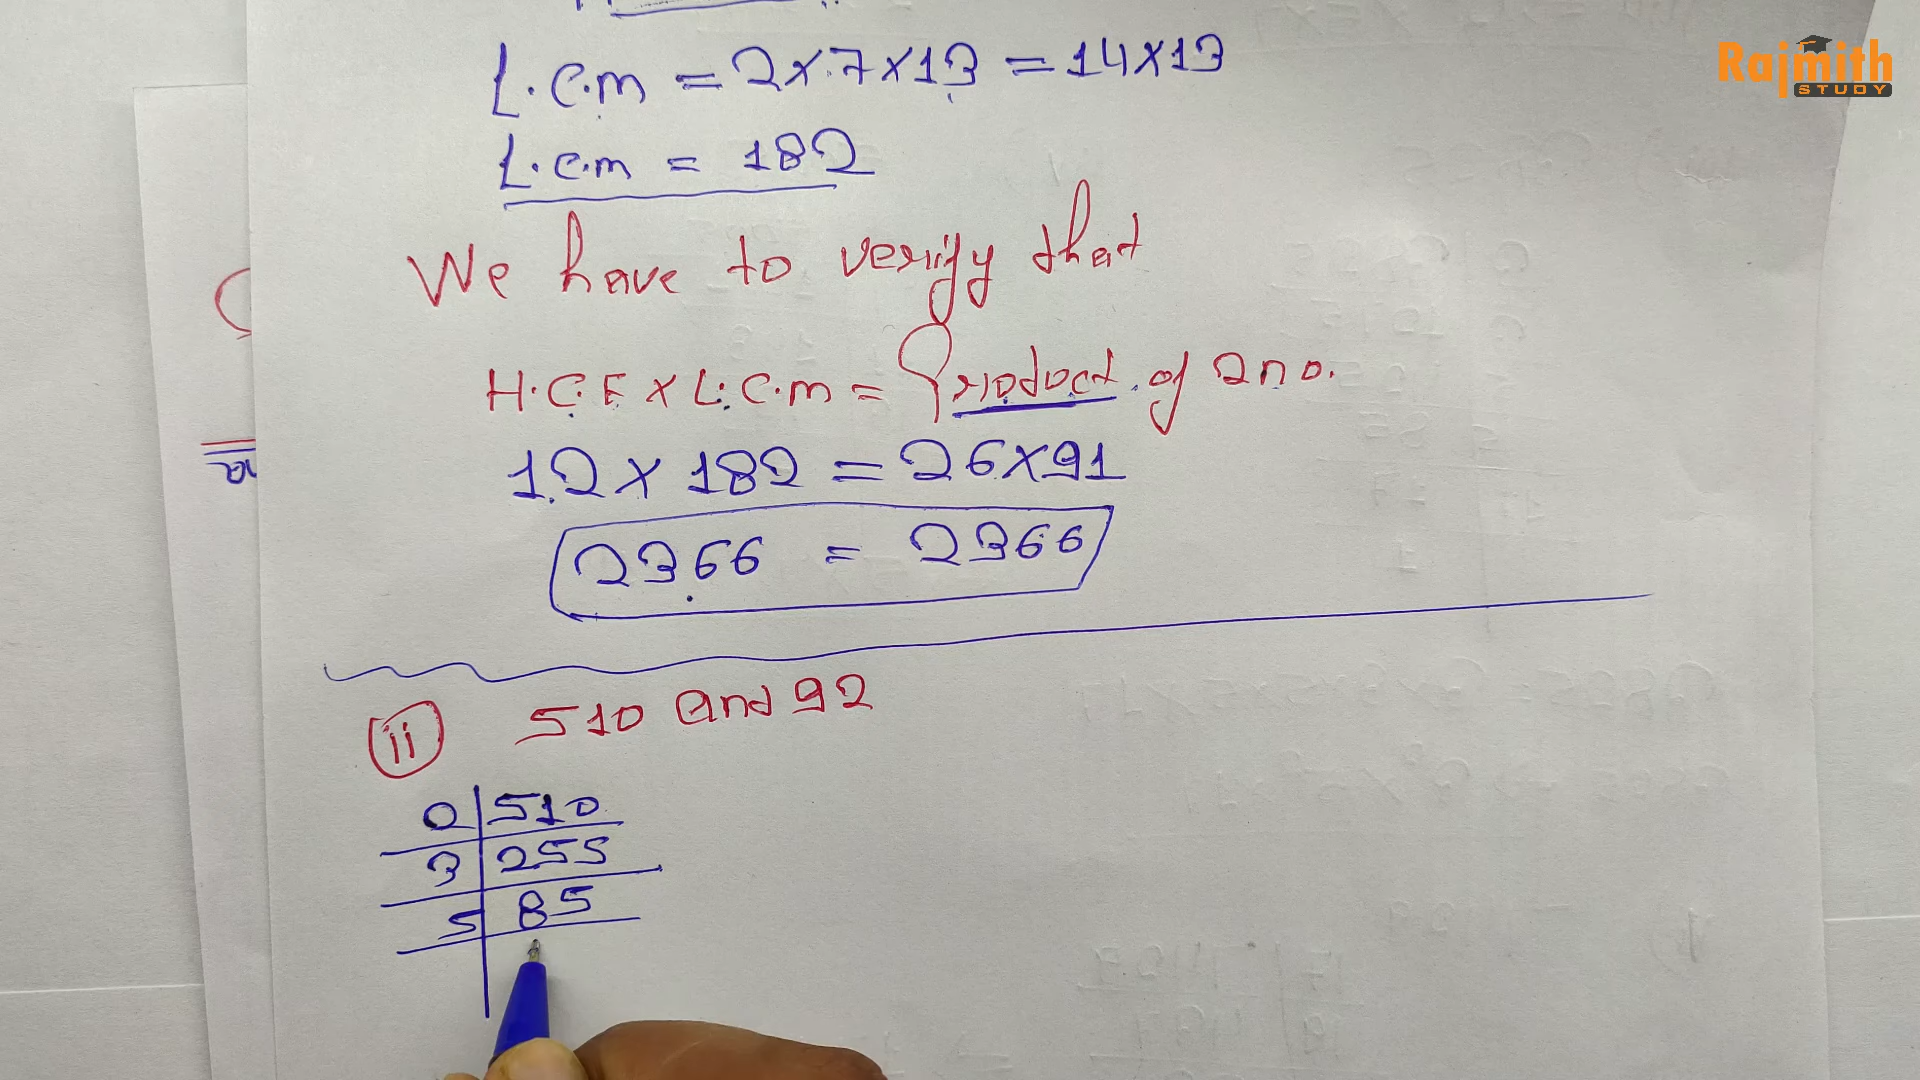 L.C.M = 2×7×13 = 14×13
L.C.M = 182
We have to verify that
H.C.F × L.C.M = Product of 2 no.
12 × 182 = 26×91
2366 = 2366
ii 510 and 92
2 510
3 255
5 85
Rajmith
STUDY